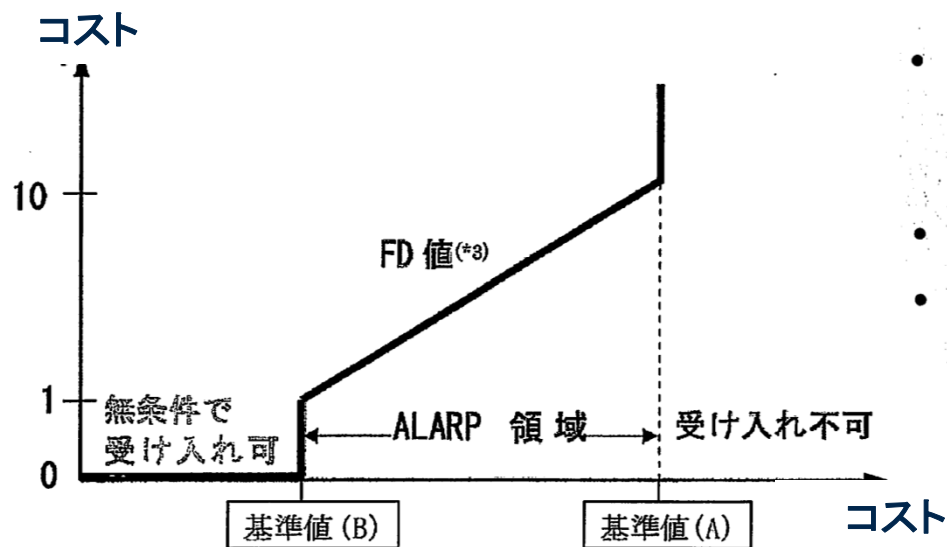 コスト
10
FD 値(*3)
1
無条件で
受け入れ可
ALARP 領域
受け入れ不可
0
基準値(B)
基準値(A)
コスト